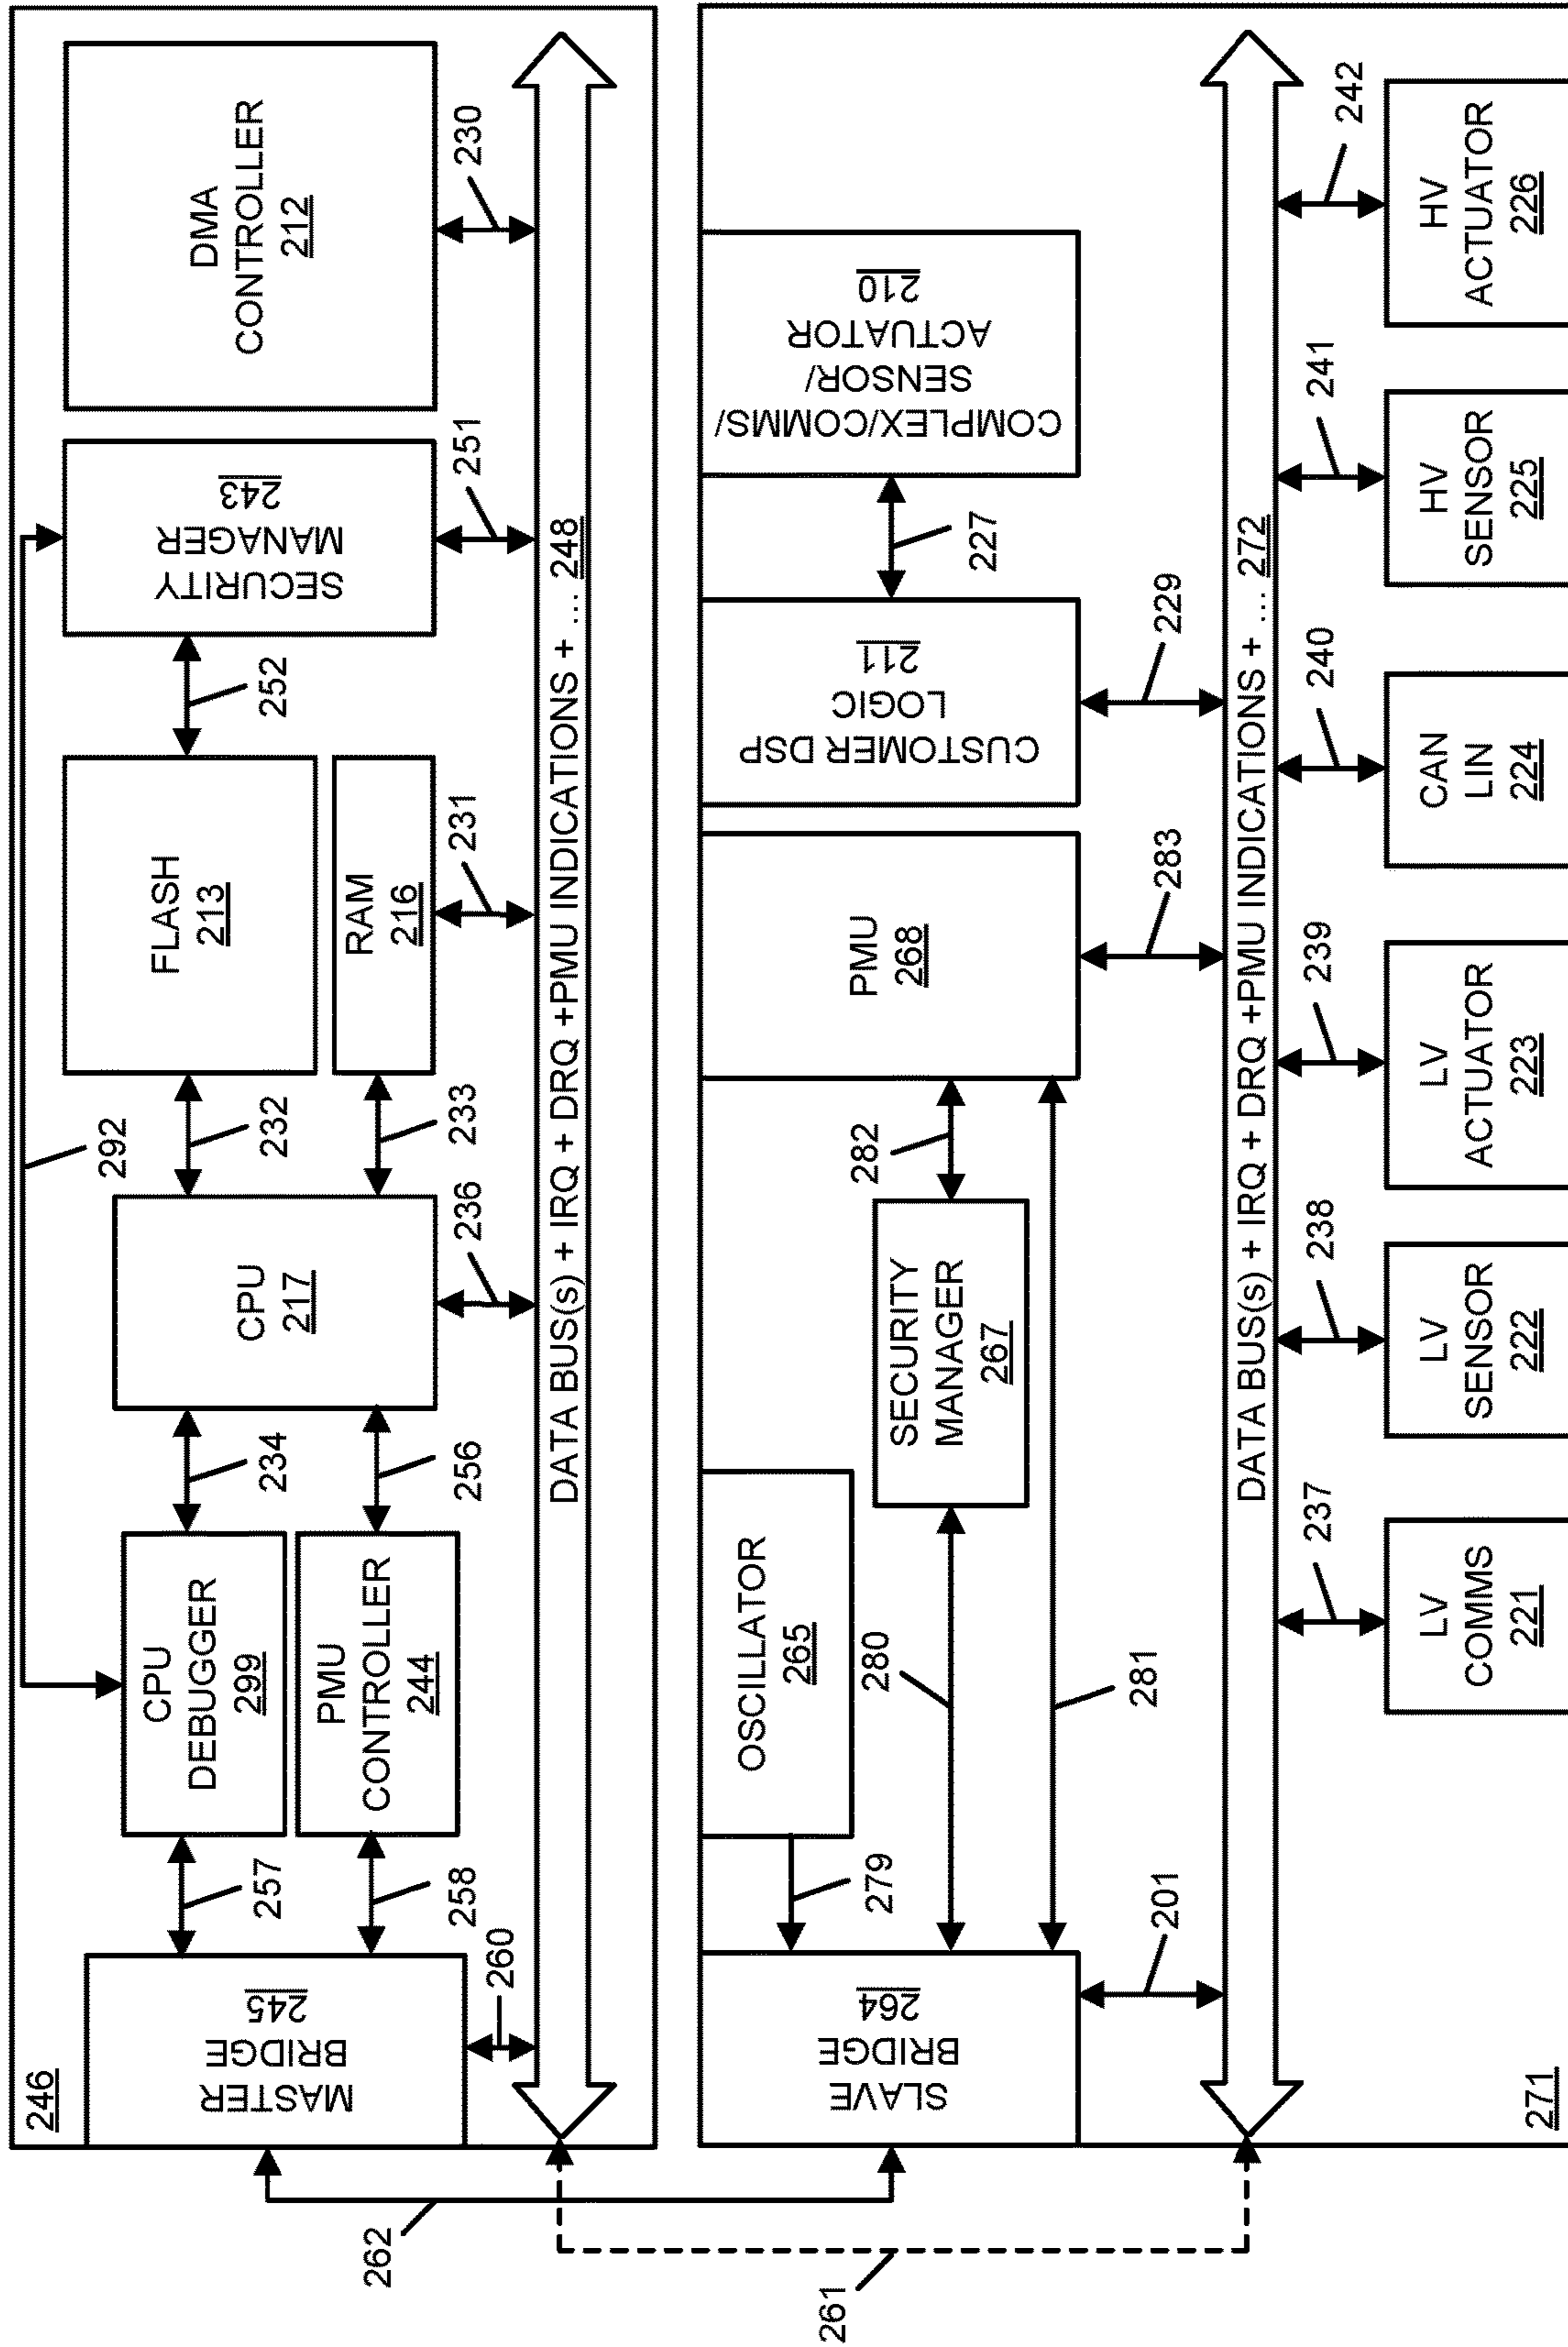 246
MASTER
BRIDGE
245
257
258
260
CPU
DEBUGGER
299
PMU
CONTROLLER
244
234
256
292
CPU
217
236
232
233
FLASH
213
RAM
216
231
252
SECURITY
MANAGER
243
251
DMA
CONTROLLER
212
230
DATA BUS(s) + IRQ + DRQ +PMU INDICATIONS + ... 248
262
261
SLAVE
BRIDGE
264
201
279
OSCILLATOR
265
280
281
SECURITY
MANAGER
267
282
PMU
268
283
CUSTOMER DSP
LOGIC
211
229
227
COMPLEX/COMMS/
SENSOR/
ACTUATOR
210
DATA BUS(s) + IRQ + DRQ +PMU INDICATIONS + ... 272
237
238
239
240
241
242
LV
COMMS
221
LV
SENSOR
222
LV
ACTUATOR
223
CAN
LIN
224
HV
SENSOR
225
HV
ACTUATOR
226
271